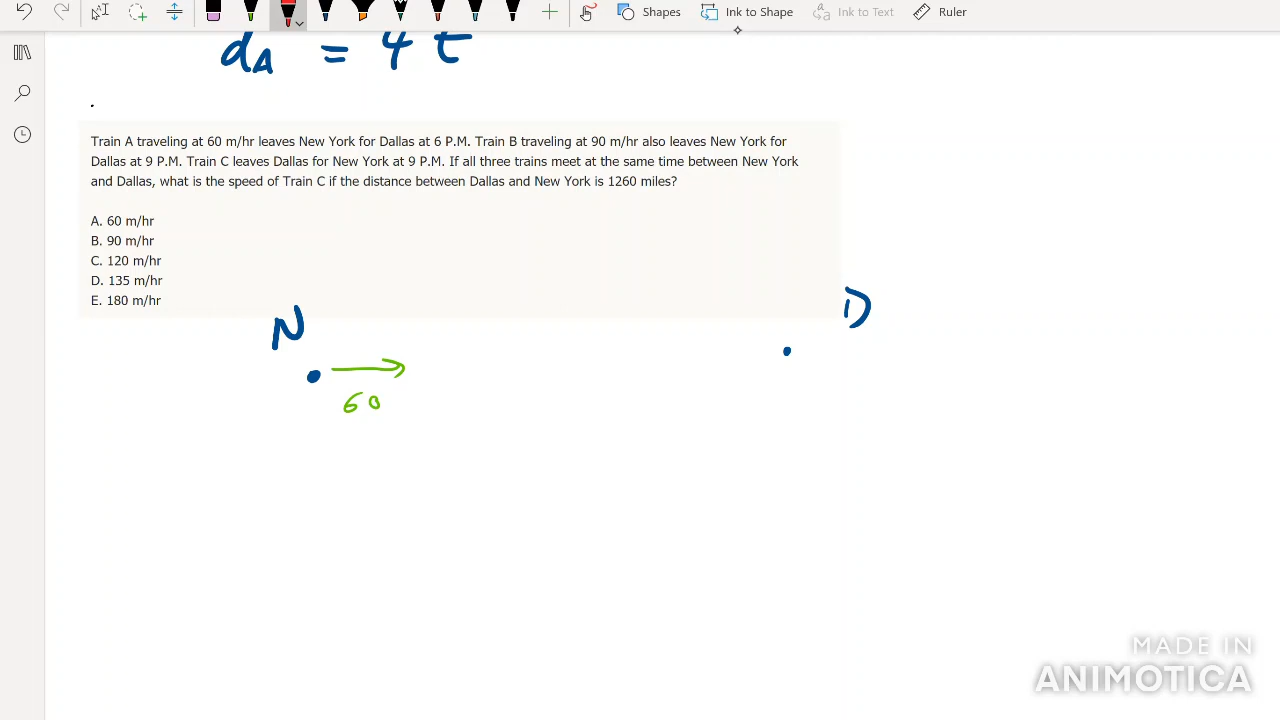 Shapes Ink to Shape Ink to Text Ruler
dA = 4 t
Train A traveling at 60 m/hr leaves New York for Dallas at 6 P.M. Train B traveling at 90 m/hr also leaves New York for
Dallas at 9 P.M. Train C leaves Dallas for New York at 9 P.M. If all three trains meet at the same time between New York
and Dallas, what is the speed of Train C if the distance between Dallas and New York is 1260 miles?
A. 60 m/hr
B. 90 m/hr
C. 120 m/hr
D. 135 m/hr
E. 180 m/hr
N
D
60
MADE IN
ANIMOTICA